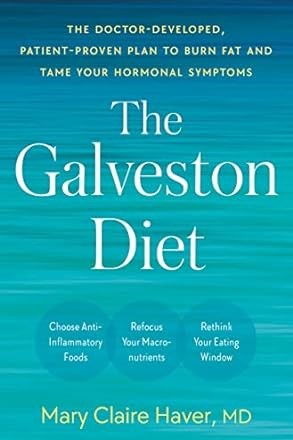 THE DOCTOR-DEVELOPED,
PATIENT-PROVEN PLAN TO BURN FAT AND
TAME YOUR HORMONAL SYMPTOMS
The
Galveston
Diet
Choose Anti-
Inflammatory
Foods
Refocus
Your Macro-
nutrients
Rethink
Your Eating
Window
Mary Claire Haver, MD